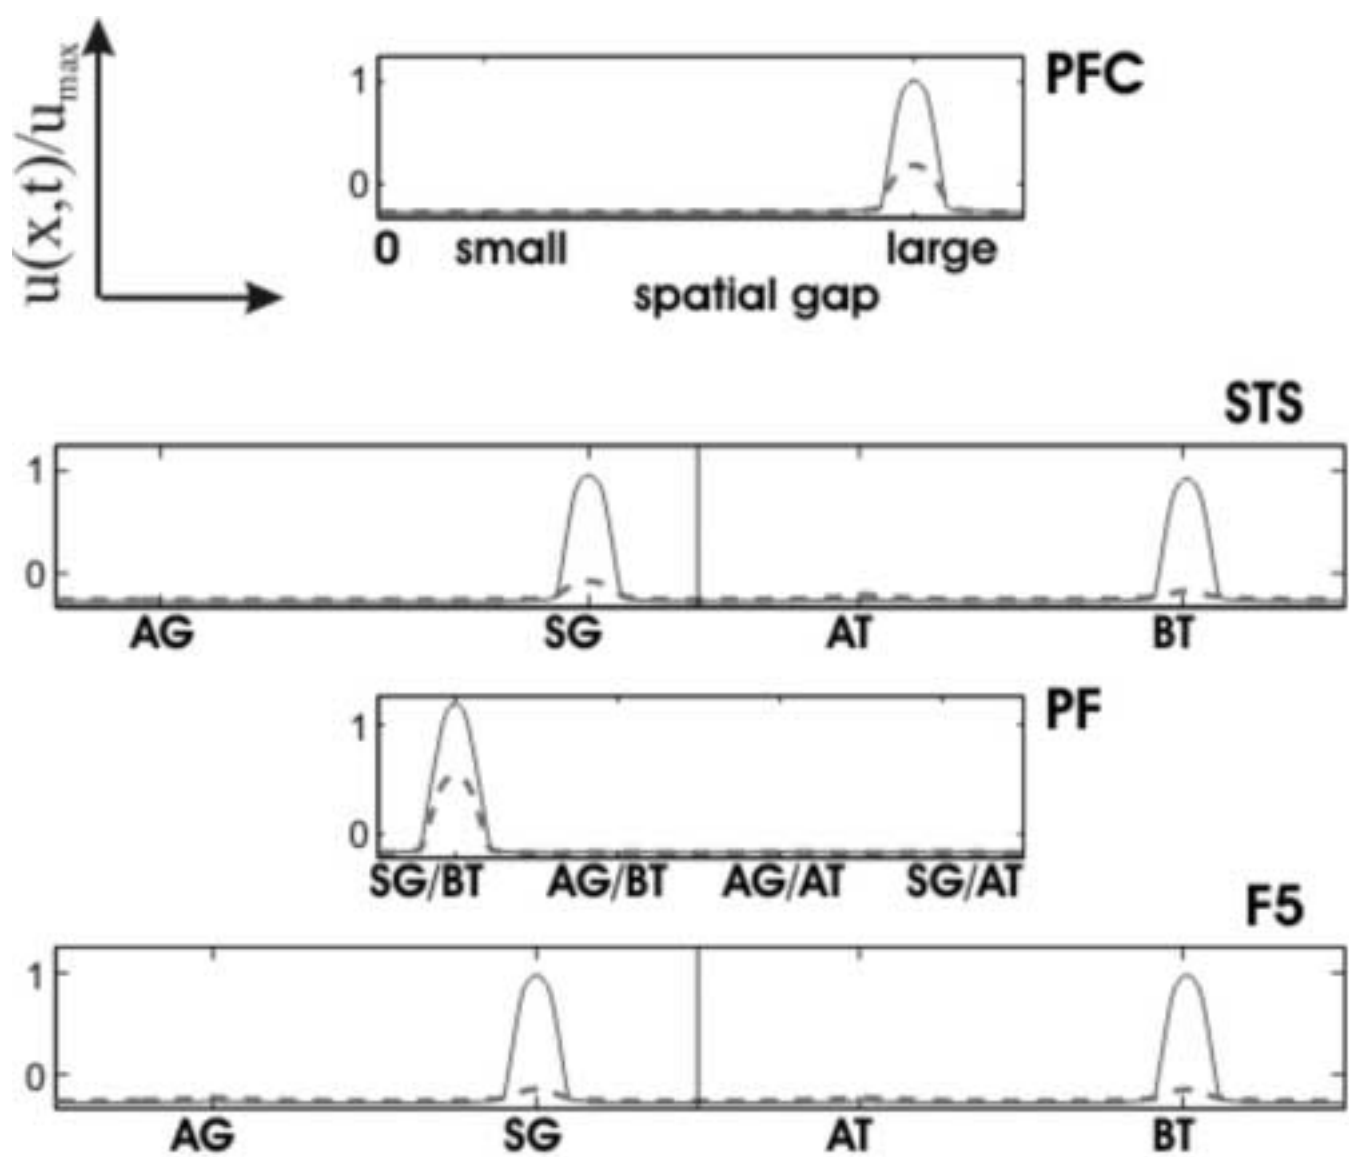 u(x,t)/umax
PFC
1
0
0 small large
spatial gap
STS
1
0
AG SG AT BT
PF
1
0
SG/BT AG/BT AG/AT SG/AT
F5
1
0
AG SG AT BT